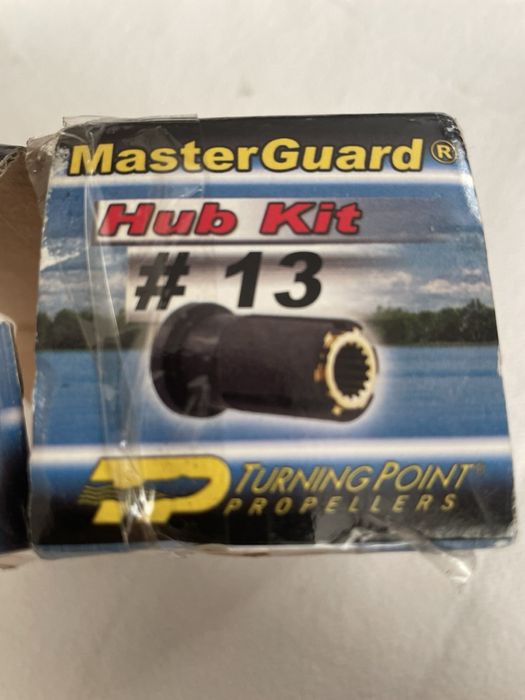 MasterGuard®
Hub Kit
# 13
TURNING POINT®
PROPELLERS